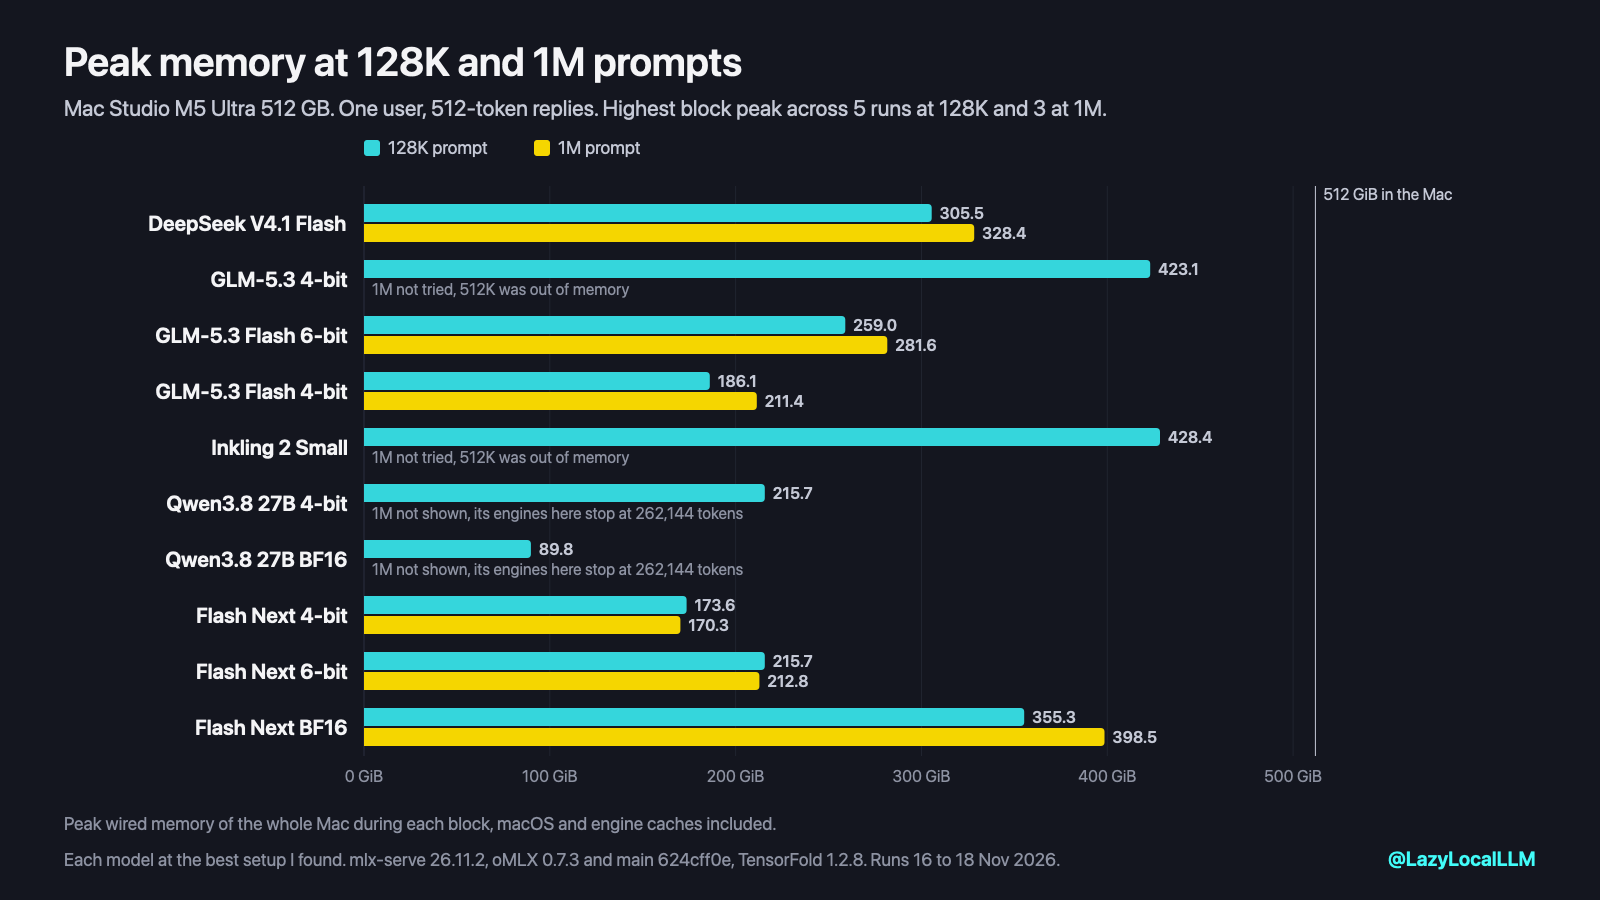 Peak memory at 128K and 1M prompts
Mac Studio M5 Ultra 512 GB. One user, 512-token replies. Highest block peak across 5 runs at 128K and 3 at 1M.
128K prompt
1M prompt
512 GiB in the Mac
DeepSeek V4.1 Flash
305.5
328.4
GLM-5.3 4-bit
423.1
1M not tried, 512K was out of memory
GLM-5.3 Flash 6-bit
259.0
281.6
GLM-5.3 Flash 4-bit
186.1
211.4
Inkling 2 Small
428.4
1M not tried, 512K was out of memory
Qwen3.8 27B 4-bit
215.7
1M not shown, its engines here stop at 262,144 tokens
Qwen3.8 27B BF16
89.8
1M not shown, its engines here stop at 262,144 tokens
Flash Next 4-bit
173.6
170.3
Flash Next 6-bit
215.7
212.8
Flash Next BF16
355.3
398.5
0 GiB
100 GiB
200 GiB
300 GiB
400 GiB
500 GiB
Peak wired memory of the whole Mac during each block, macOS and engine caches included.
Each model at the best setup I found. mlx-serve 26.11.2, oMLX 0.7.3 and main 624cff0e, TensorFold 1.2.8. Runs 16 to 18 Nov 2026.
@LazyLocalLLM